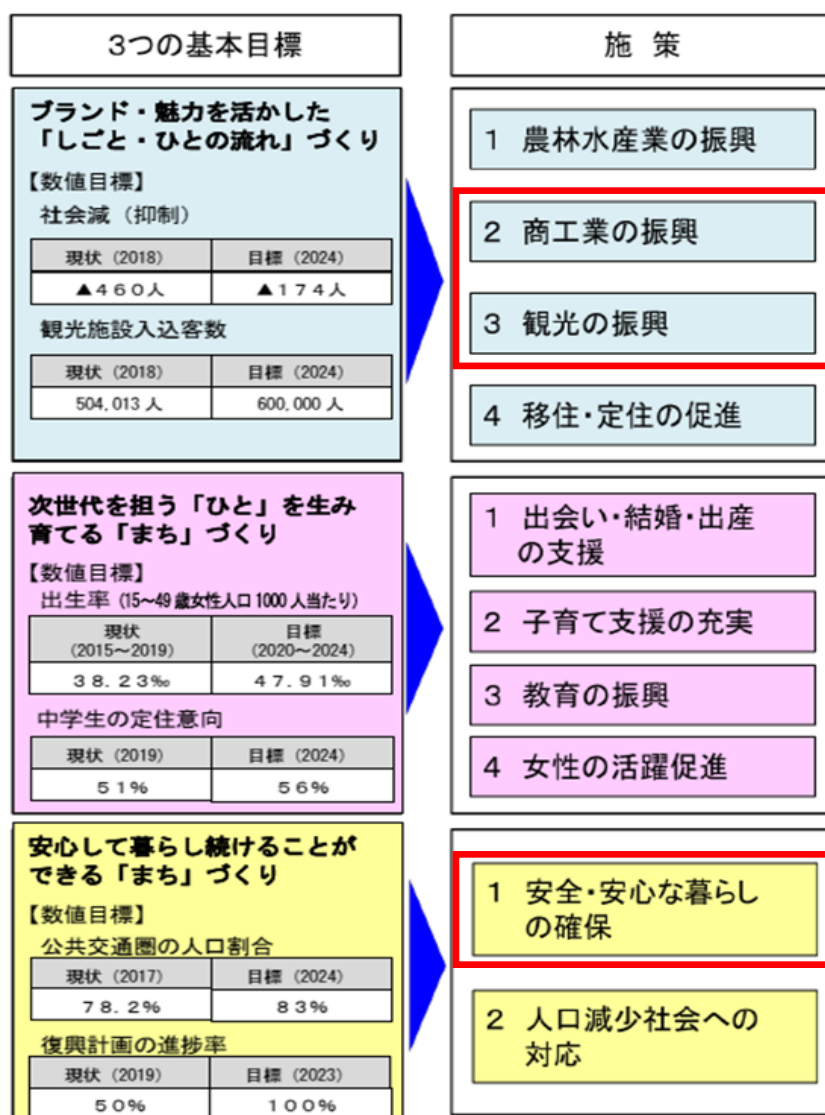 3つの基本目標
施 策
ブランド・魅力を活かした
「しごと・ひとの流れ」づくり
【数値目標】
社会減（抑制）
現状（2018） 目標（2024）
▲４６０人 ▲１７４人
観光施設入込客数
現状（2018） 目標（2024）
504,013人 600,000人
1 農林水産業の振興
2 商工業の振興
3 観光の振興
4 移住・定住の促進
次世代を担う「ひと」を生み
育てる「まち」づくり
【数値目標】
出生率（15～49歳女性人口1000人当たり）
現状 目標
（2015～2019） （2020～2024）
３８．２３‰ ４７．９１‰
中学生の定住意向
現状（2019） 目標（2024）
５１％ ５６％
1 出会い・結婚・出産
の支援
2 子育て支援の充実
3 教育の振興
4 女性の活躍促進
安心して暮らし続けることが
できる「まち」づくり
【数値目標】
公共交通圏の人口割合
現状（2017） 目標（2024）
７８．２％ ８３％
復興計画の進捗率
現状（2019） 目標（2023）
５０％ １００％
1 安全・安心な暮らし
の確保
2 人口減少社会への
対応